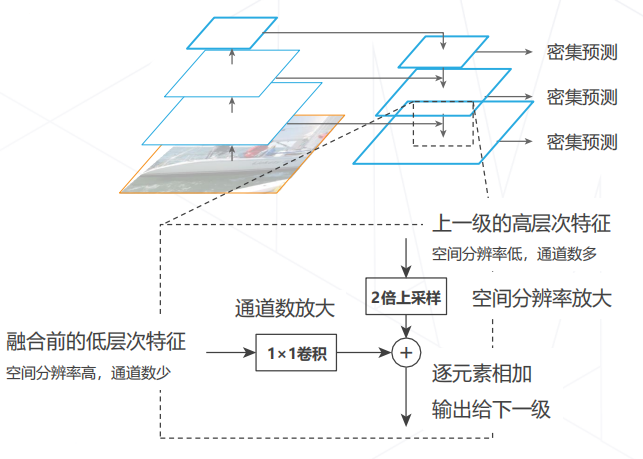 密集预测
密集预测
密集预测
上一级的高层次特征
空间分辨率低，通道数多
2倍上采样
空间分辨率放大
通道数放大
融合前的低层次特征
空间分辨率高，通道数少
1×1卷积
+
逐元素相加
输出给下一级